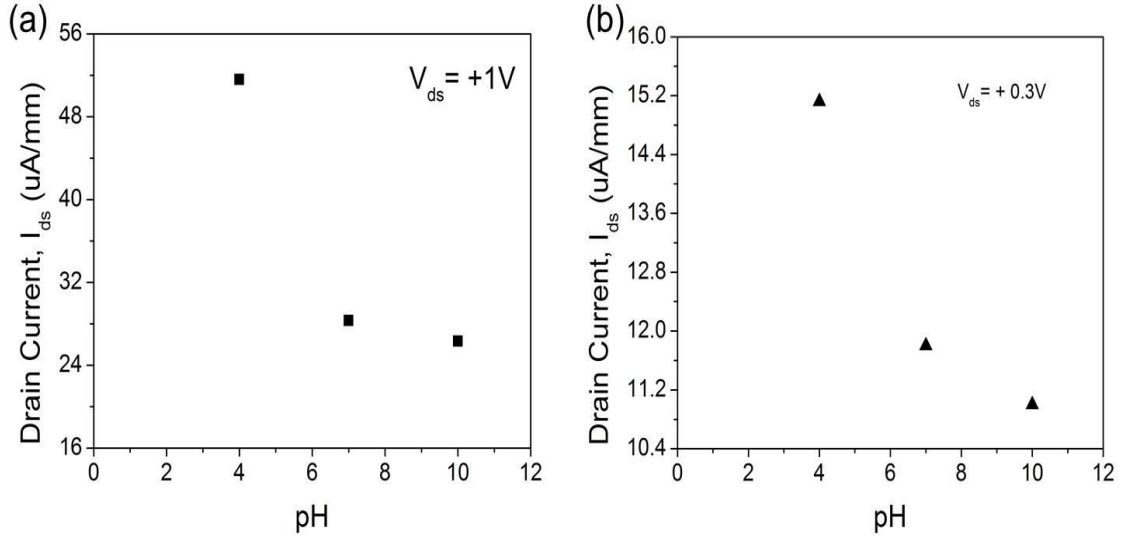 (a)
56
48
40
32
24
16
0 2 4 6 8 10 12
Drain Current, Ids (uA/mm)
pH
Vds= +1V
(b)
16.0
15.2
14.4
13.6
12.8
12.0
11.2
10.4
0 2 4 6 8 10 12
Drain Current, Ids (uA/mm)
pH
Vds= + 0.3V